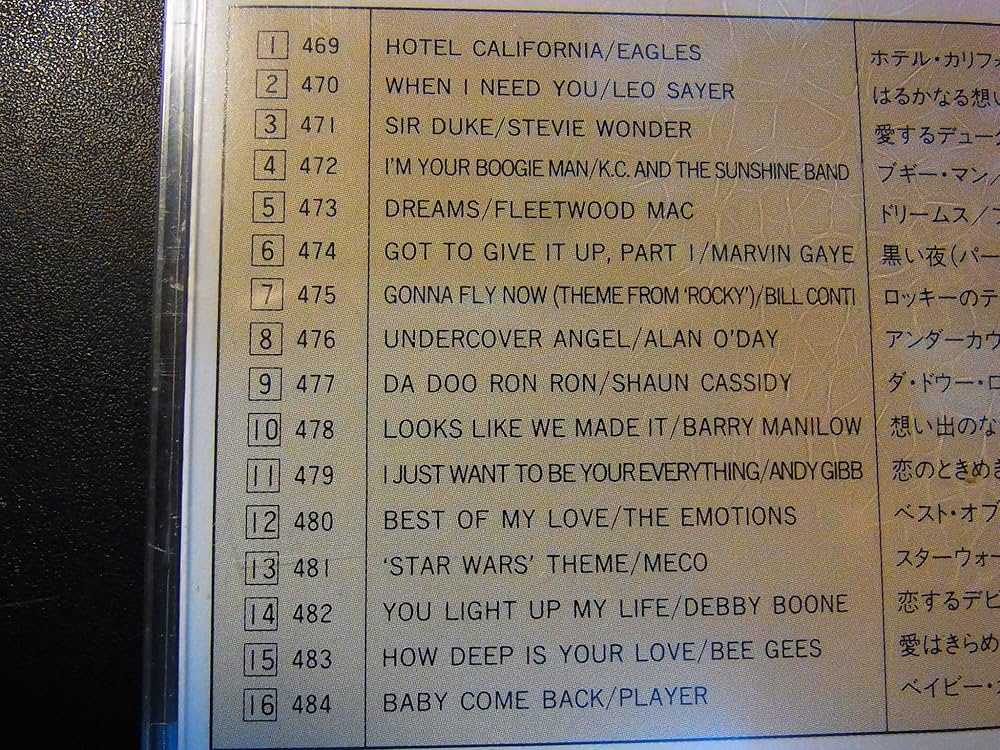 1 469 HOTEL CALIFORNIA/EAGLES ホテル・カリフォ
2 470 WHEN I NEED YOU/LEO SAYER はるかなる想い
3 471 SIR DUKE/STEVIE WONDER 愛するデューク
4 472 I'M YOUR BOOGIE MAN/K.C. AND THE SUNSHINE BAND ブギー・マン/
5 473 DREAMS/FLEETWOOD MAC ドリームス/フ
6 474 GOT TO GIVE IT UP, PART I/MARVIN GAYE 黒い夜(パー
7 475 GONNA FLY NOW (THEME FROM 'ROCKY')/BILL CONTI ロッキーのテ
8 476 UNDERCOVER ANGEL/ALAN O'DAY アンダーカヴ
9 477 DA DOO RON RON/SHAUN CASSIDY ダ・ドゥー・ロ
10 478 LOOKS LIKE WE MADE IT/BARRY MANILOW 想い出のな
11 479 I JUST WANT TO BE YOUR EVERYTHING/ANDY GIBB 恋のときめき
12 480 BEST OF MY LOVE/THE EMOTIONS ベスト・オブ
13 481 'STAR WARS' THEME/MECO スターウォー
14 482 YOU LIGHT UP MY LIFE/DEBBY BOONE 恋するデビ
15 483 HOW DEEP IS YOUR LOVE/BEE GEES 愛はきらめ
16 484 BABY COME BACK/PLAYER ベイビー・